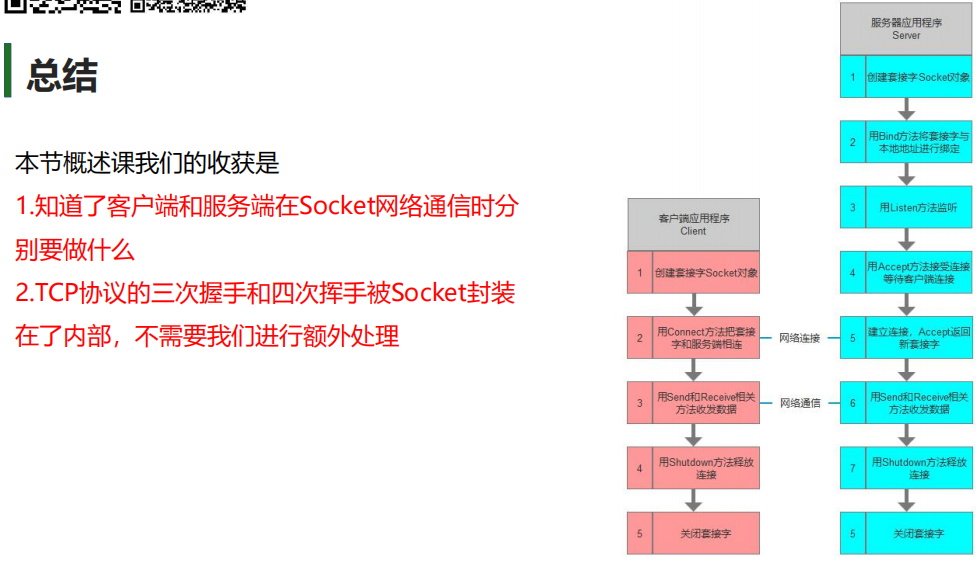 总结
本节概述课我们的收获是
1.知道了客户端和服务端在Socket网络通信时分
别要做什么
2.TCP协议的三次握手和四次挥手被Socket封装
在了内部，不需要我们进行额外处理
客户端应用程序
Client
1 创建套接字Socket对象
2 用Connect方法把套接
字和服务端相连
3 用Send和Receive相关
方法收发数据
4 用Shutdown方法释放
连接
5 关闭套接字
网络连接
网络通信
服务器应用程序
Server
1 创建套接字Socket对象
2 用Bind方法将套接字与
本地地址进行绑定
3 用Listen方法监听
4 用Accept方法接受连接
等待客户端连接
5 建立连接，Accept返回
新套接字
6 用Send和Receive相关
方法收发数据
7 用Shutdown方法释放
连接
5 关闭套接字